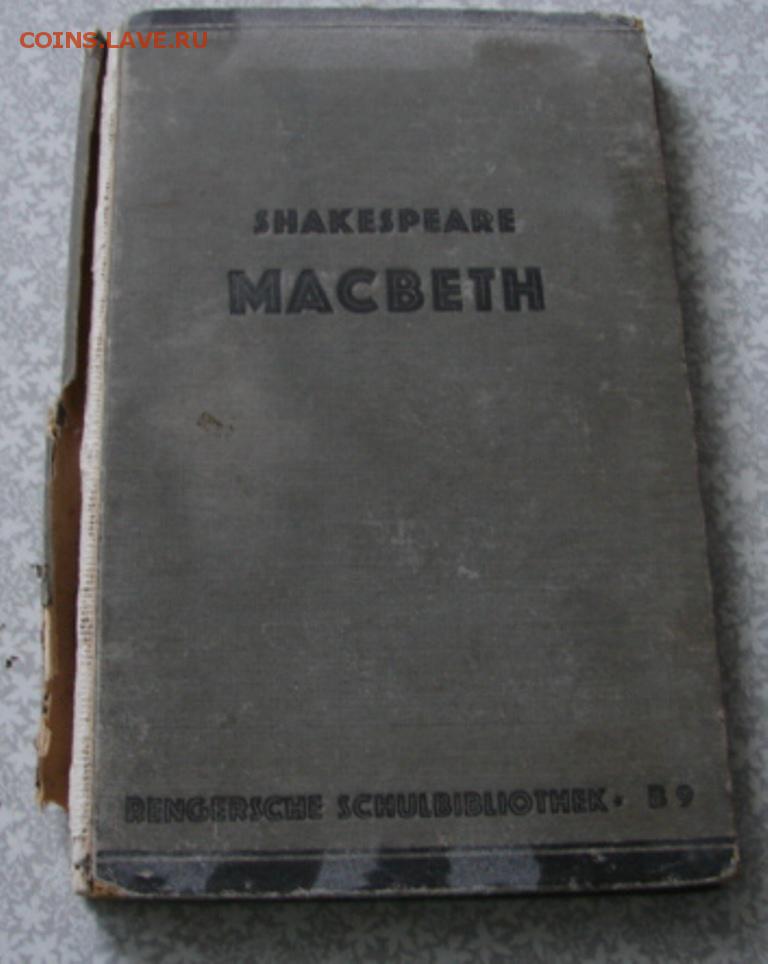 COINS.LAVE.RU
SHAKESPEARE
MACBETH
RENGERSCHE SCHULBIBLIOTHEK · B 9